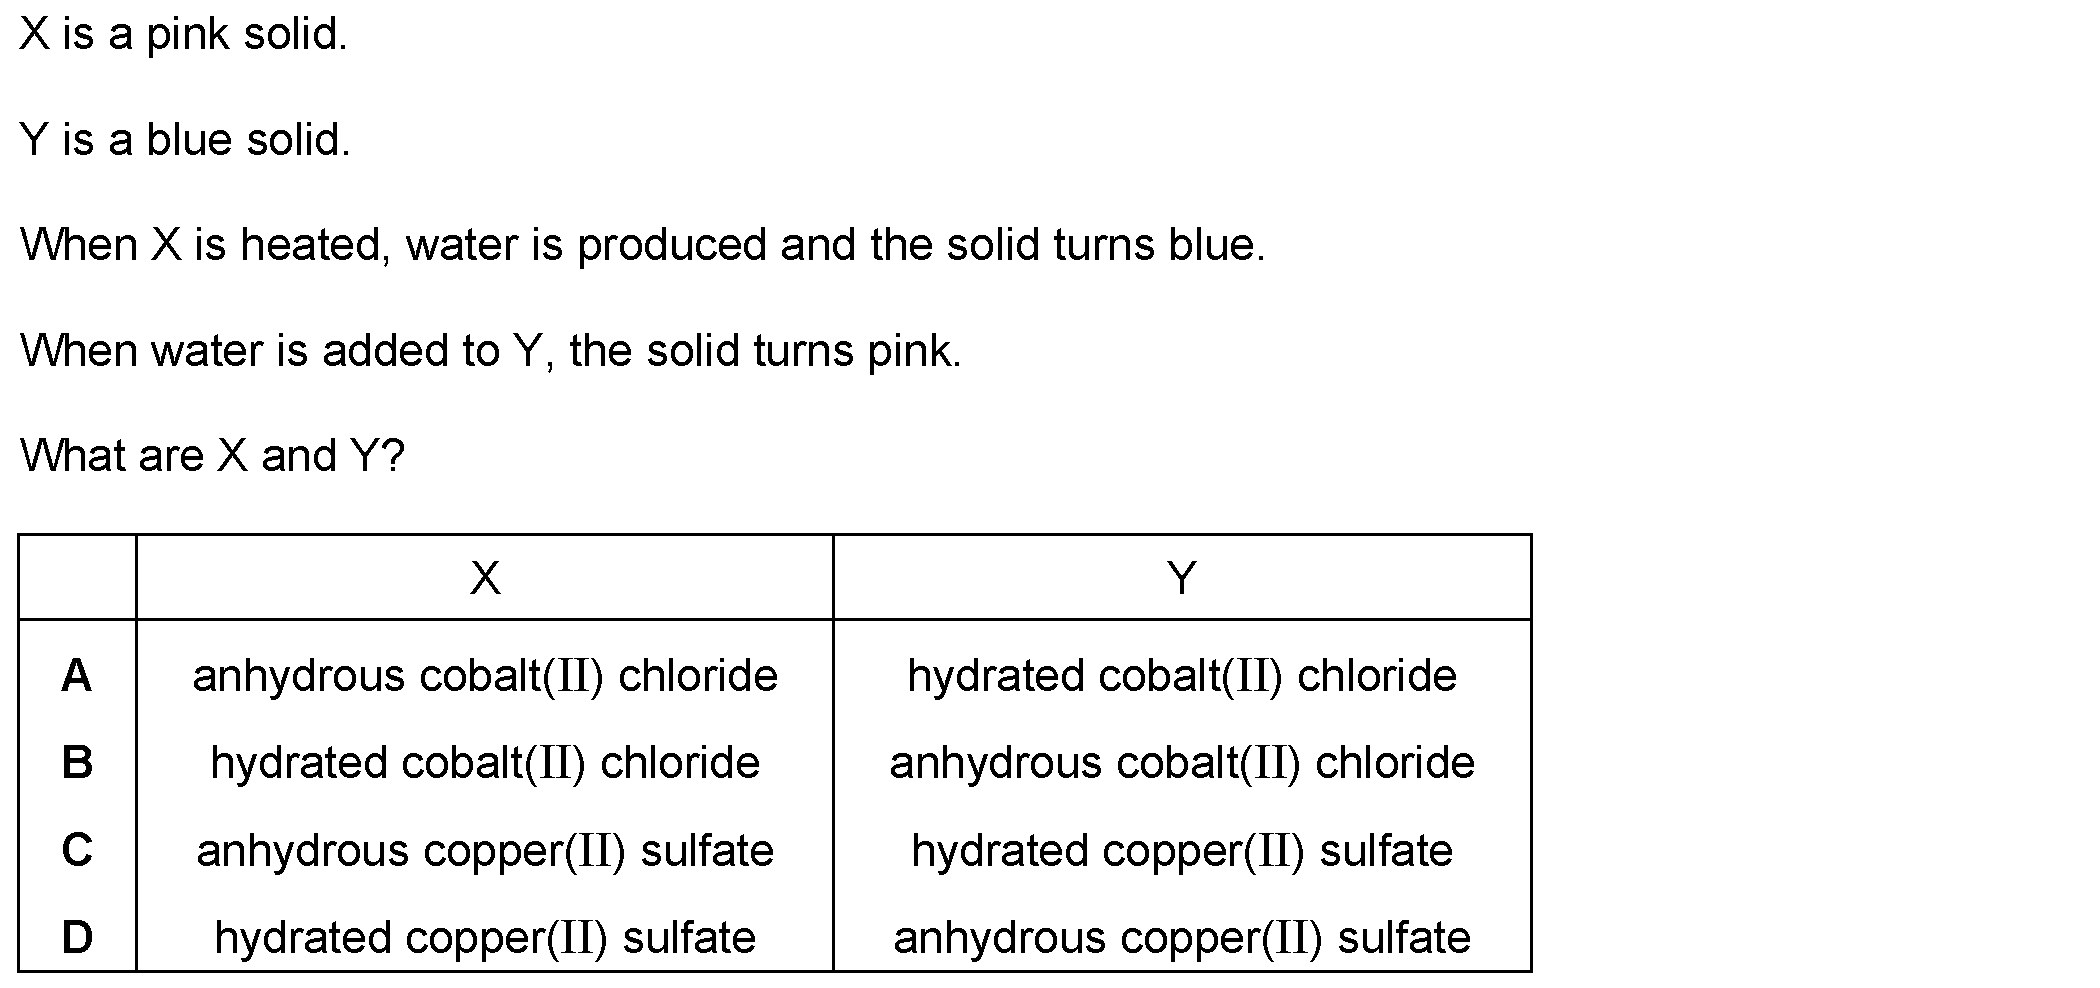 X is a pink solid.
Y is a blue solid.
When X is heated, water is produced and the solid turns blue.
When water is added to Y, the solid turns pink.
What are X and Y?
X Y
A anhydrous cobalt(II) chloride hydrated cobalt(II) chloride
B hydrated cobalt(II) chloride anhydrous cobalt(II) chloride
C anhydrous copper(II) sulfate hydrated copper(II) sulfate
D hydrated copper(II) sulfate anhydrous copper(II) sulfate